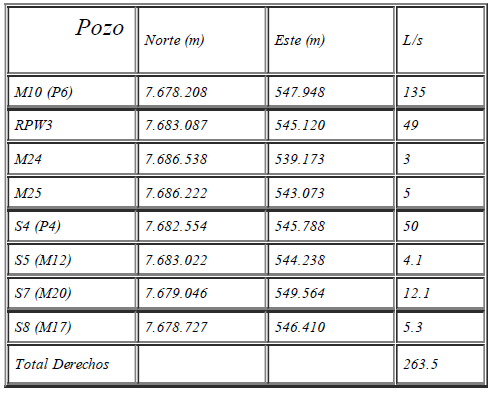 Pozo Norte (m) Este (m) L/s
M10 (P6) 7.678.208 547.948 135
RPW3 7.683.087 545.120 49
M24 7.686.538 539.173 3
M25 7.686.222 543.073 5
S4 (P4) 7.682.554 545.788 50
S5 (M12) 7.683.022 544.238 4.1
S7 (M20) 7.679.046 549.564 12.1
S8 (M17) 7.678.727 546.410 5.3
Total Derechos 263.5